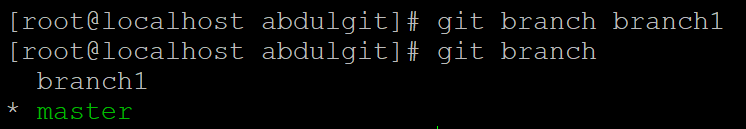 [root@localhost abdulgit]# git branch branch1
[root@localhost abdulgit]# git branch
  branch1
* master